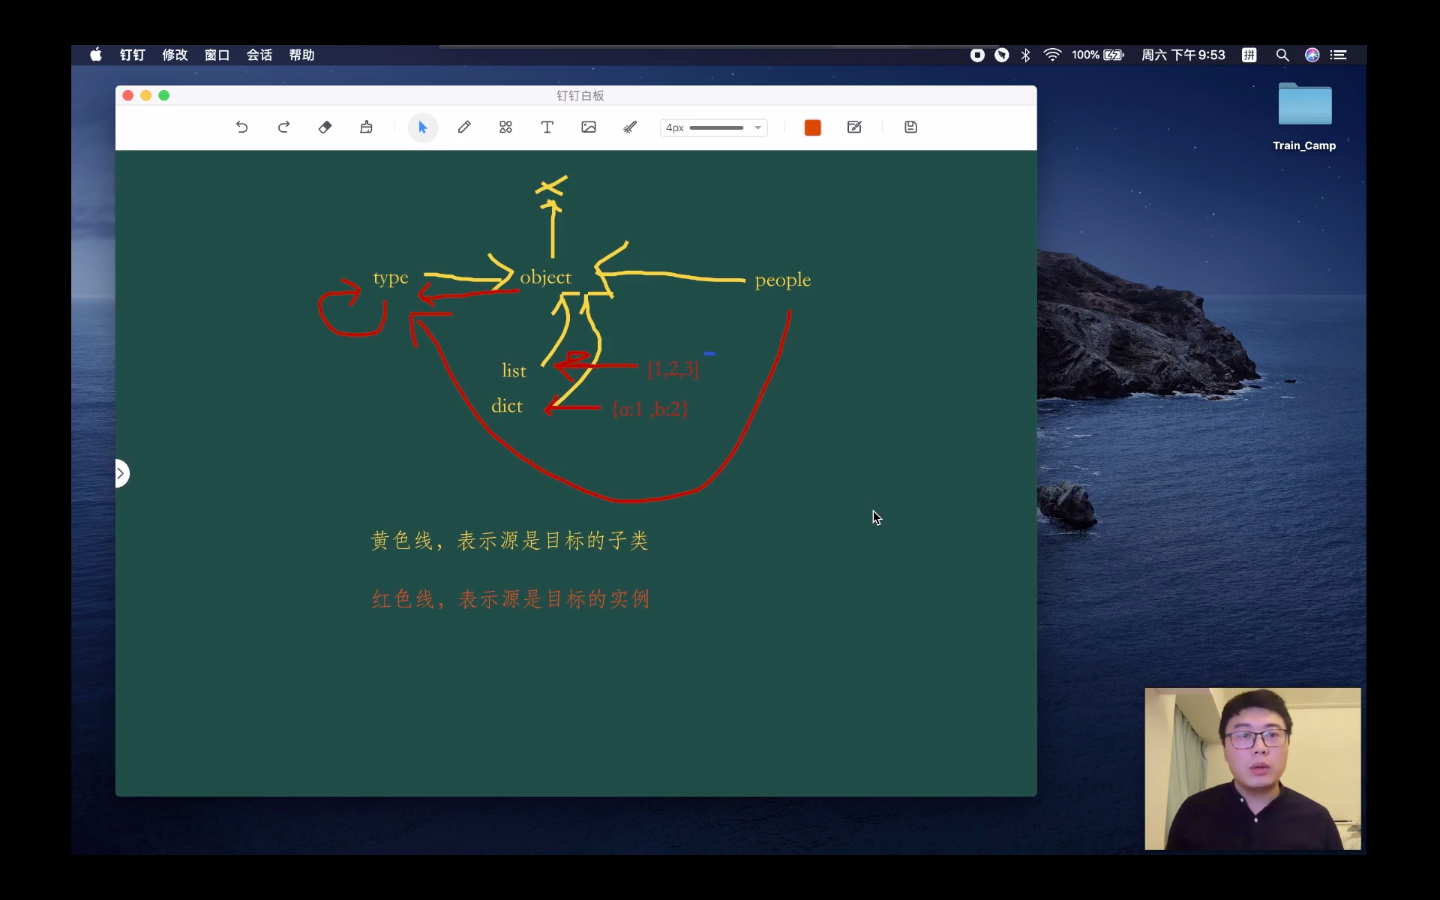 钉钉 修改 窗口 会话 帮助 100% 周六 下午9:53 拼
钉钉白板
4px
Train_Camp
type object people
list [1,2,3]
dict {a:1 ,b:2}
黄色线，表示源是目标的子类
红色线，表示源是目标的实例